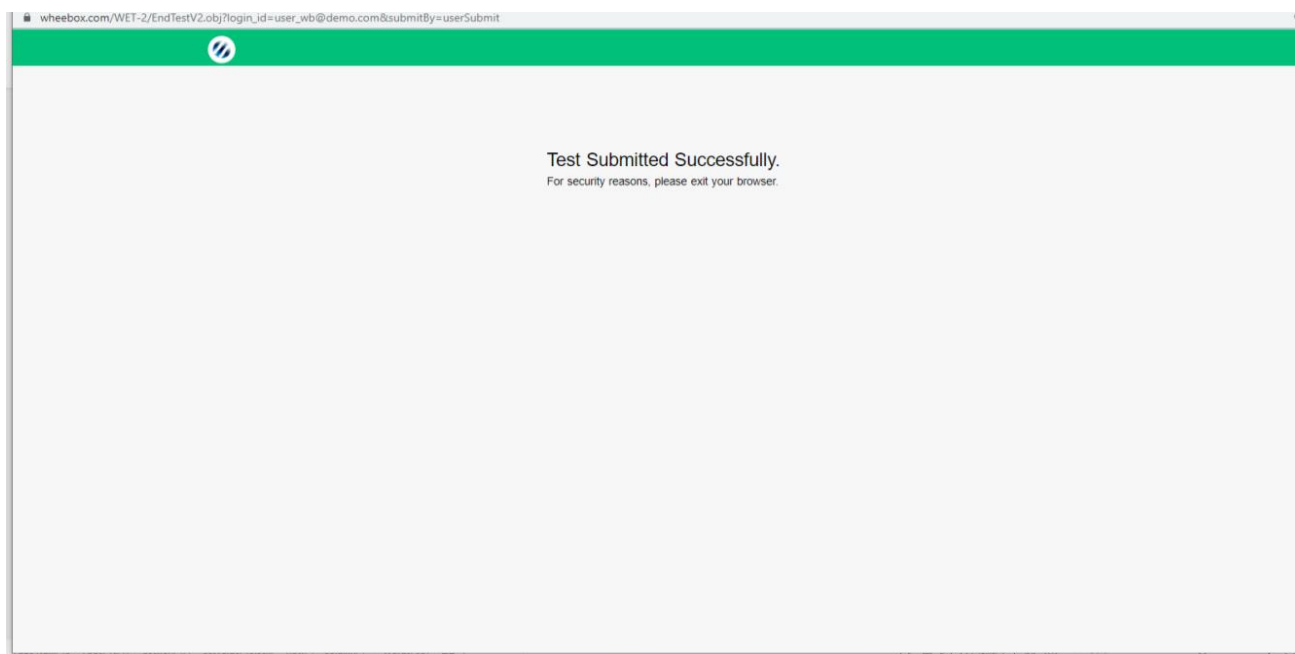 wheebox.com/WET-2/EndTestV2.obj?login_id=user_wb@demo.com&submitBy=userSubmit
Test Submitted Successfully.
For security reasons, please exit your browser.